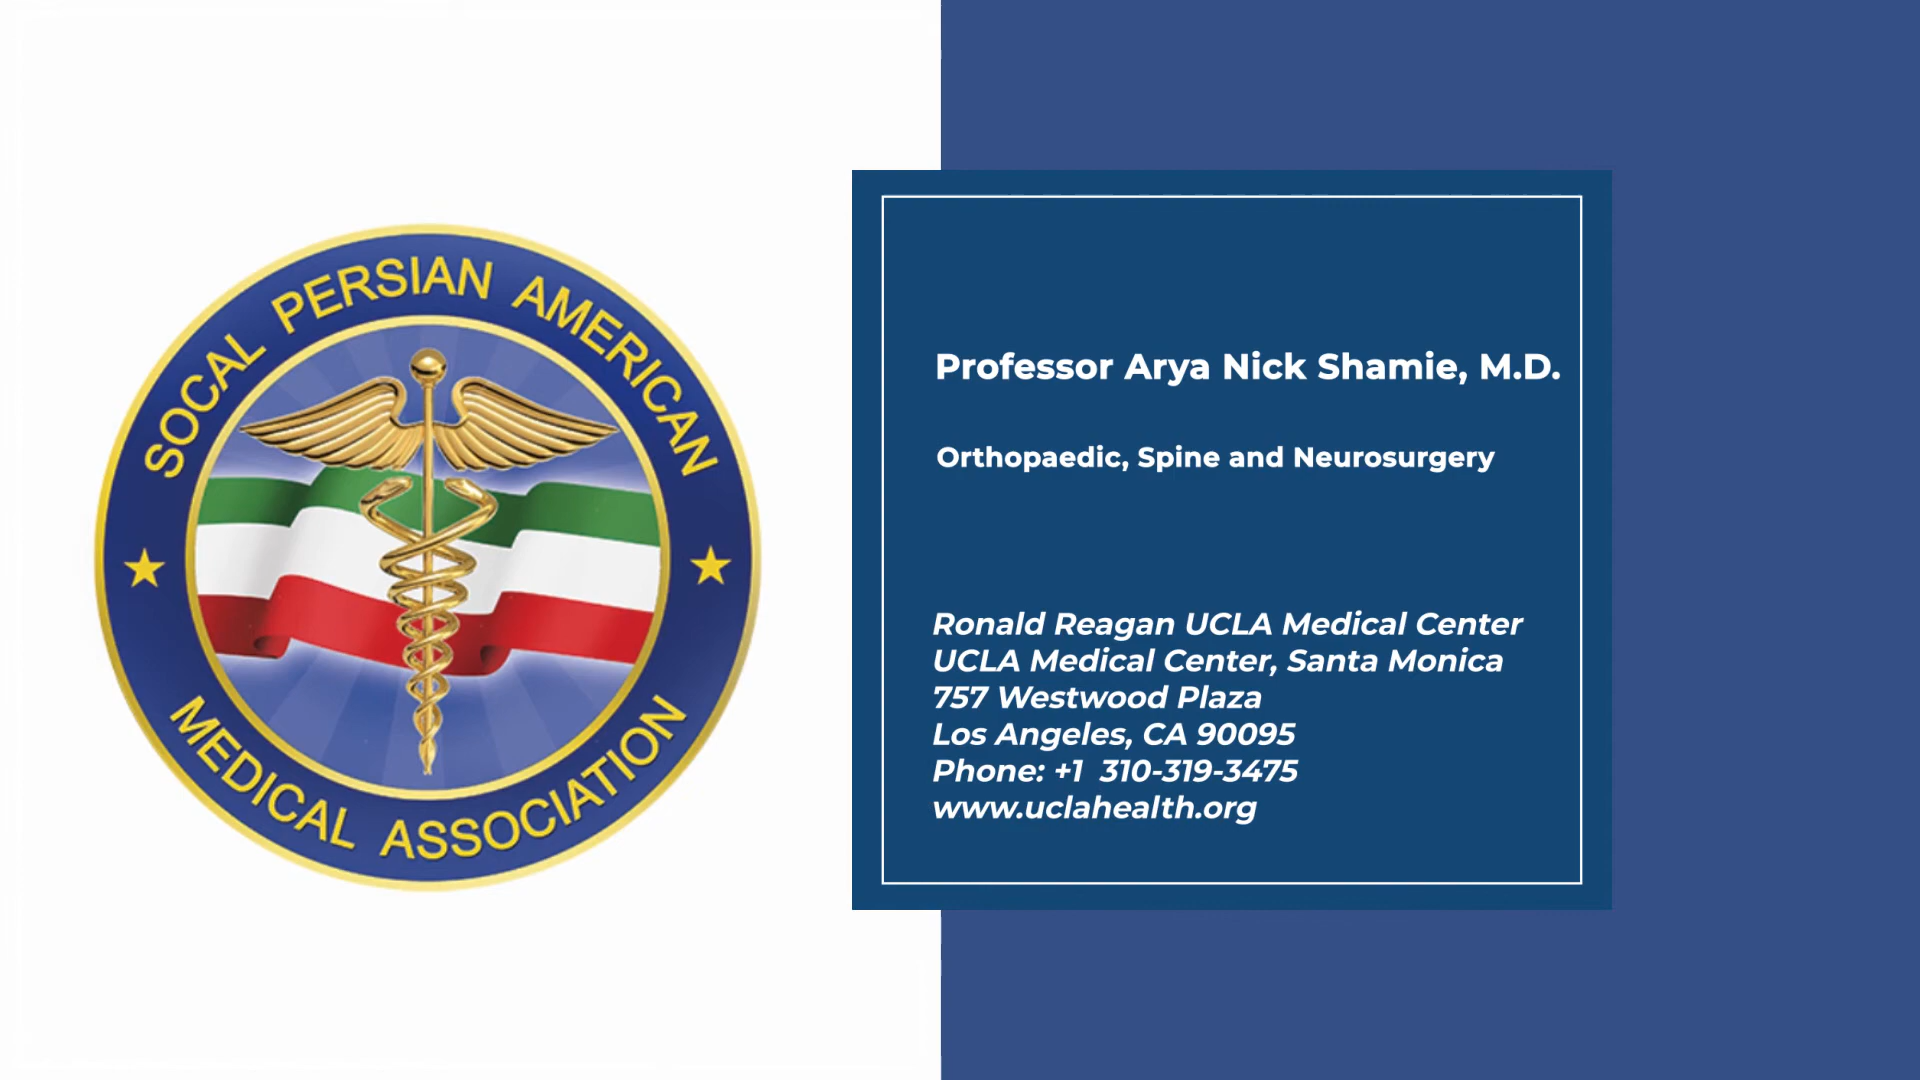 SOCAL PERSIAN AMERICAN
MEDICAL ASSOCIATION
Professor Arya Nick Shamie, M.D.
Orthopaedic, Spine and Neurosurgery
Ronald Reagan UCLA Medical Center
UCLA Medical Center, Santa Monica
757 Westwood Plaza
Los Angeles, CA 90095
Phone: +1  310-319-3475
www.uclahealth.org